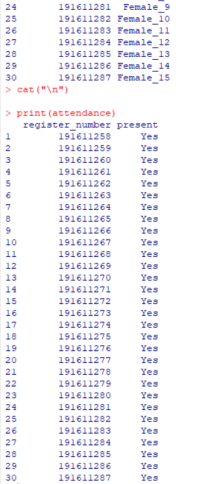 24 191611281 Female_9
25 191611282 Female_10
26 191611283 Female_11
27 191611284 Female_12
28 191611285 Female_13
29 191611286 Female_14
30 191611287 Female_15
> cat("\n")
> print(attendance)
register_number present
1 191611258 Yes
2 191611259 Yes
3 191611260 Yes
4 191611261 Yes
5 191611262 Yes
6 191611263 Yes
7 191611264 Yes
8 191611265 Yes
9 191611266 Yes
10 191611267 Yes
11 191611268 Yes
12 191611269 Yes
13 191611270 Yes
14 191611271 Yes
15 191611272 Yes
16 191611273 Yes
17 191611274 Yes
18 191611275 Yes
19 191611276 Yes
20 191611277 Yes
21 191611278 Yes
22 191611279 Yes
23 191611280 Yes
24 191611281 Yes
25 191611282 Yes
26 191611283 Yes
27 191611284 Yes
28 191611285 Yes
29 191611286 Yes
30 191611287 Yes